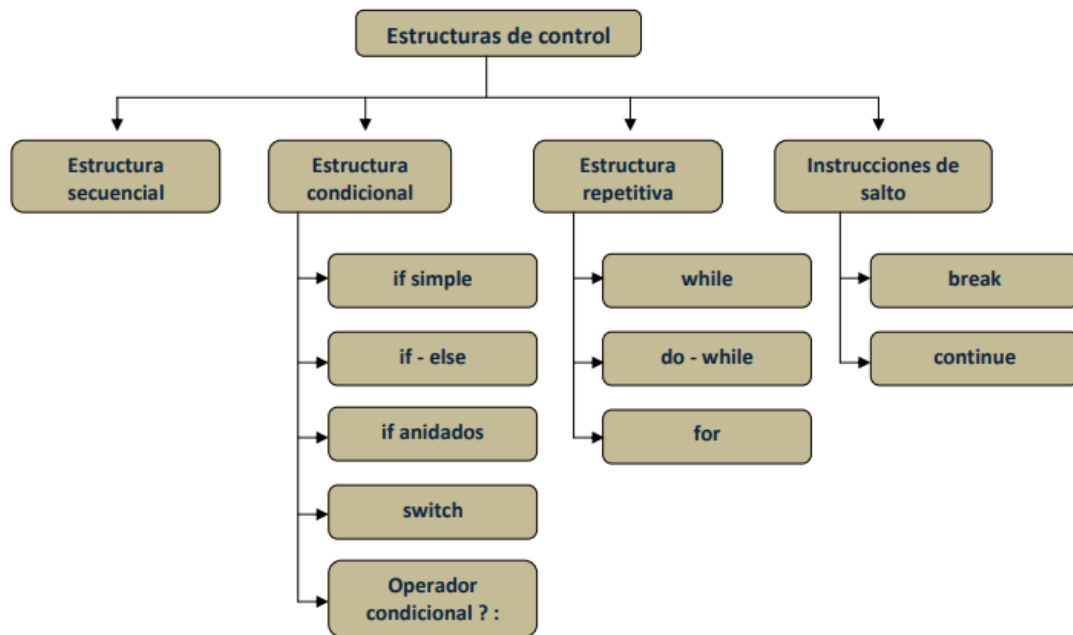 Estructuras de control
Estructura
secuencial
Estructura
condicional
Estructura
repetitiva
Instrucciones de
salto
if simple
if - else
if anidados
switch
Operador
condicional ? :
while
do - while
for
break
continue